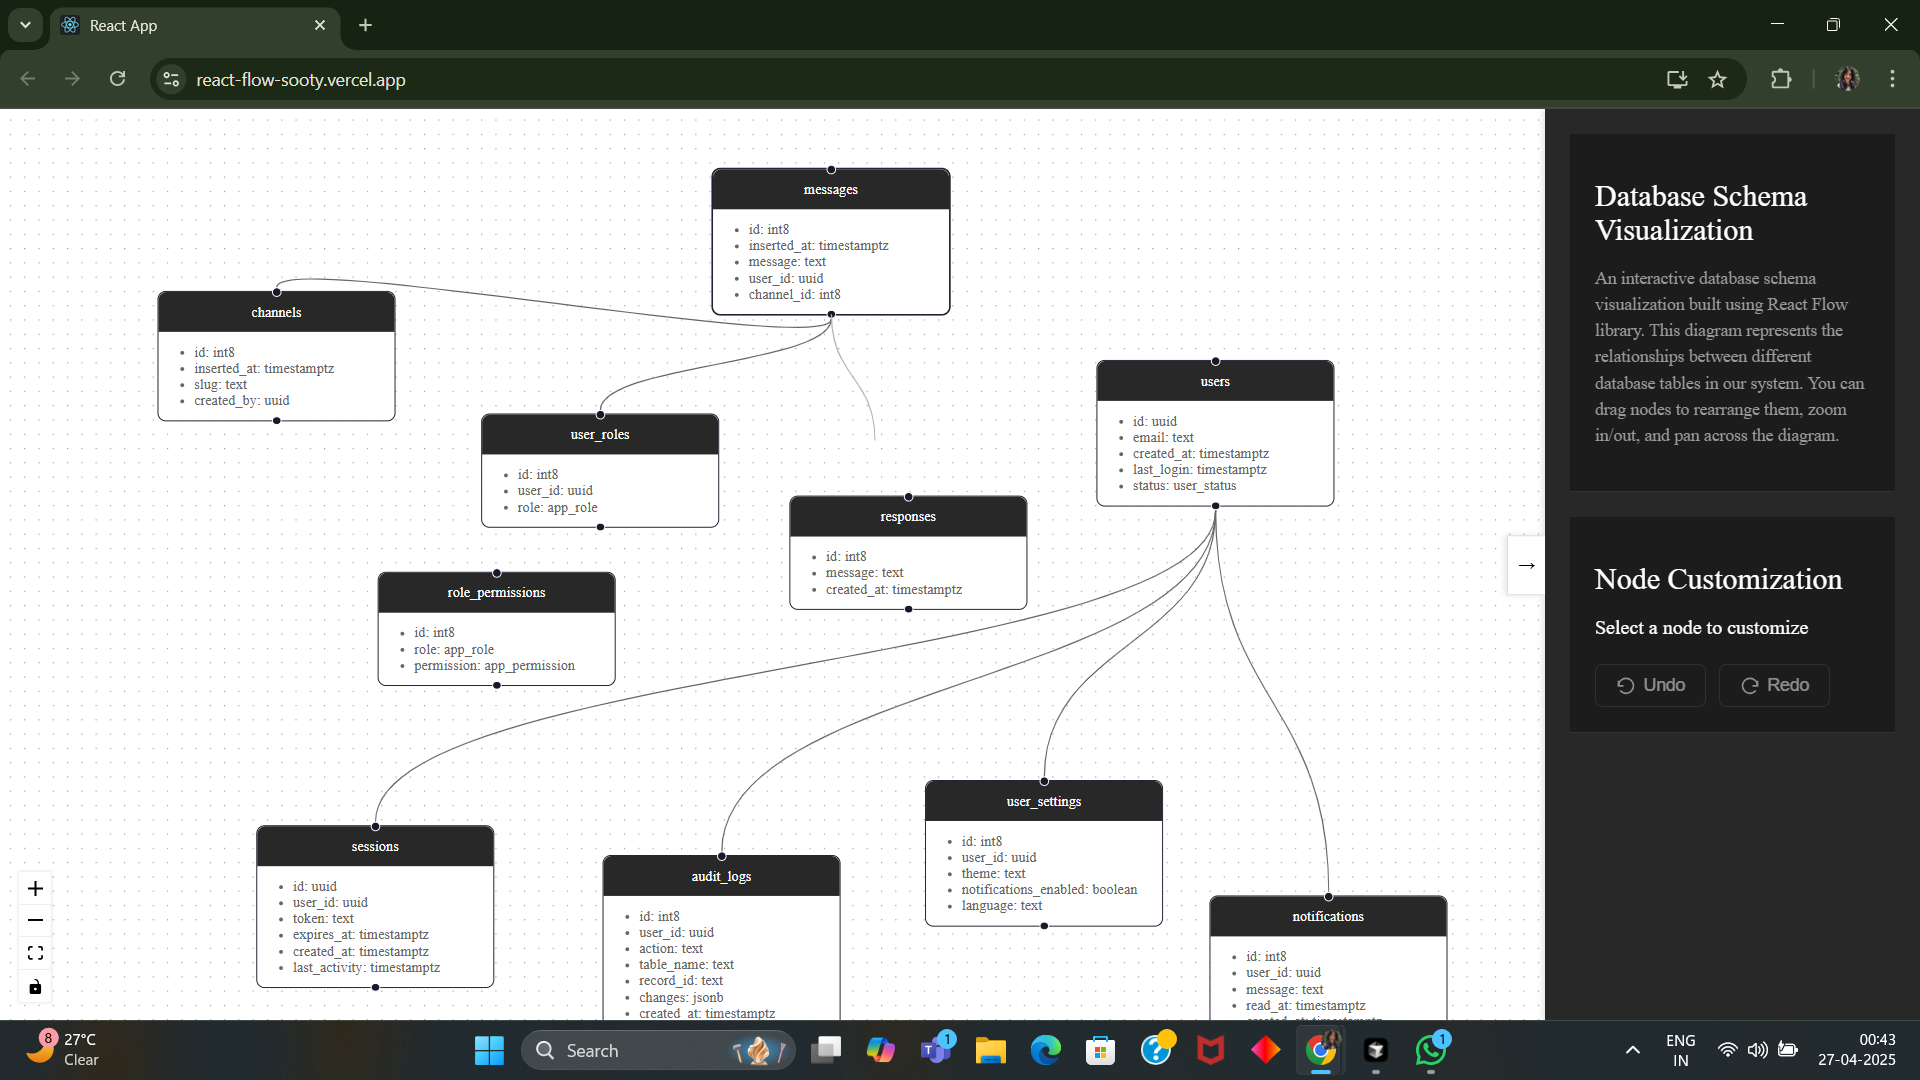 React App
react-flow-sooty.vercel.app
messages
id: int8
inserted_at: timestamptz
message: text
user_id: uuid
channel_id: int8
channels
id: int8
inserted_at: timestamptz
slug: text
created_by: uuid
user_roles
id: int8
user_id: uuid
role: app_role
users
id: uuid
email: text
created_at: timestamptz
last_login: timestamptz
status: user_status
responses
id: int8
message: text
created_at: timestamptz
role_permissions
id: int8
role: app_role
permission: app_permission
sessions
id: uuid
user_id: uuid
token: text
expires_at: timestamptz
created_at: timestamptz
last_activity: timestamptz
audit_logs
id: int8
user_id: uuid
action: text
table_name: text
record_id: text
changes: jsonb
created_at: timestamptz
user_settings
id: int8
user_id: uuid
theme: text
notifications_enabled: boolean
language: text
notifications
id: int8
user_id: uuid
message: text
read_at: timestamptz
Database Schema
Visualization
An interactive database schema
visualization built using React Flow
library. This diagram represents the
relationships between different
database tables in our system. You can
drag nodes to rearrange them, zoom
in/out, and pan across the diagram.
Node Customization
Select a node to customize
Undo
Redo
8
27°C
Clear
Search
1
1
ENG
IN
00:43
27-04-2025